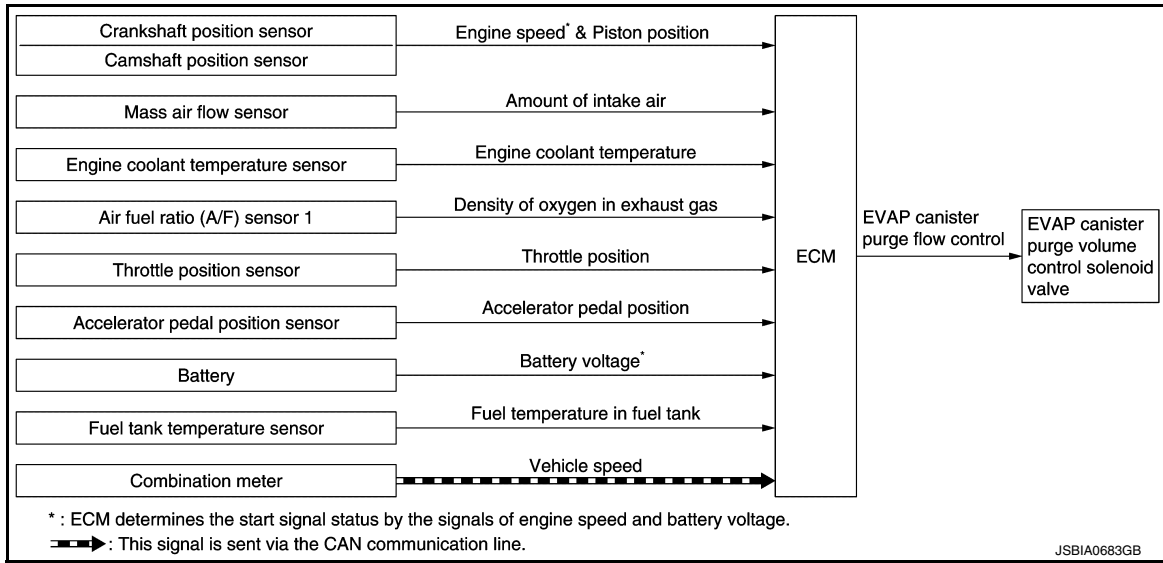 Crankshaft position sensor
Camshaft position sensor
Engine speed* & Piston position
Mass air flow sensor
Amount of intake air
Engine coolant temperature sensor
Engine coolant temperature
Air fuel ratio (A/F) sensor 1
Density of oxygen in exhaust gas
Throttle position sensor
Throttle position
Accelerator pedal position sensor
Accelerator pedal position
Battery
Battery voltage*
Fuel tank temperature sensor
Fuel temperature in fuel tank
Combination meter
Vehicle speed
ECM
EVAP canister
purge flow control
EVAP canister
purge volume
control solenoid
valve
* : ECM determines the start signal status by the signals of engine speed and battery voltage.
: This signal is sent via the CAN communication line.
JSBIA0683GB